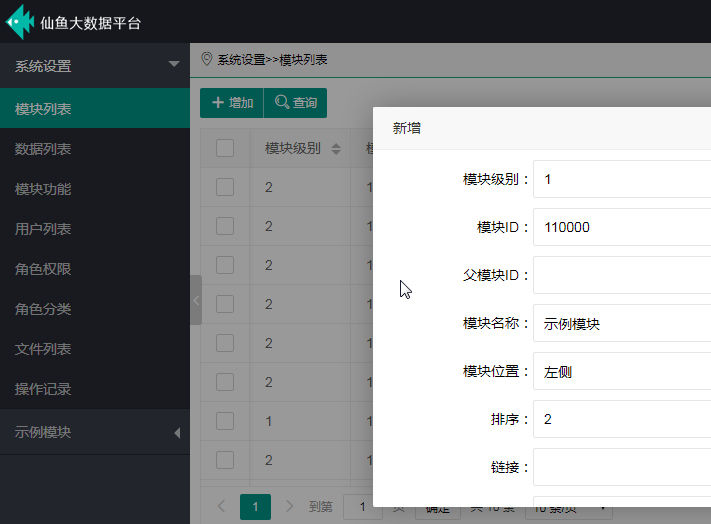 仙鱼大数据平台
系统设置
模块列表
数据列表
模块功能
用户列表
角色权限
角色分类
文件列表
操作记录
示例模块
系统设置>>模块列表
增加 查询
模块级别
2 1
2 1
2 1
2 1
2 1
2 1
1 1
2 1
1 到第 1 页 确定 共 16 条 10 条/页
新增
模块级别： 1
模块ID： 110000
父模块ID：
模块名称： 示例模块
模块位置： 左侧
排序： 2
链接：